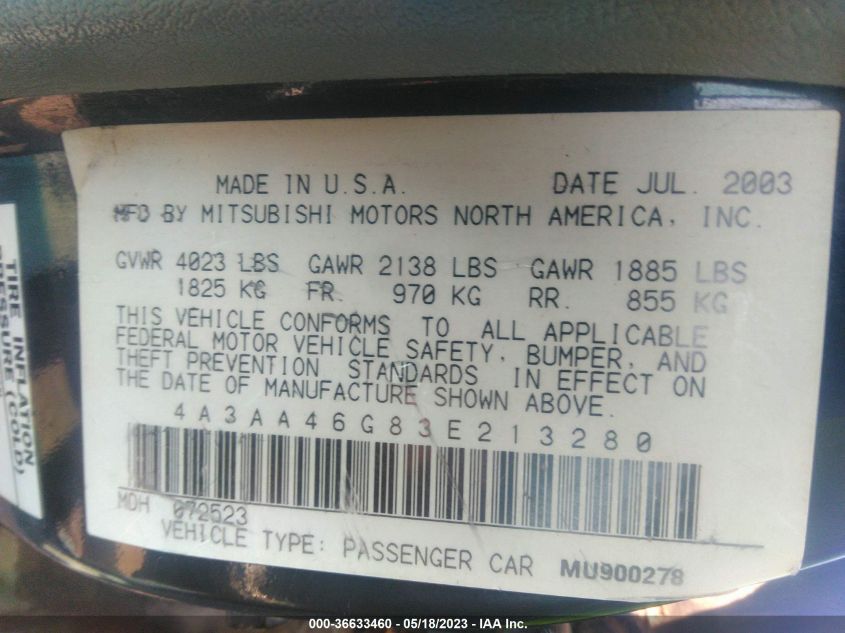 MADE IN U.S.A. DATE JUL. 2003
MFD BY MITSUBISHI MOTORS NORTH AMERICA, INC.
GVWR 4023 LBS GAWR 2138 LBS GAWR 1885 LBS
1825 KG FR. 970 KG RR. 855 KG
THIS VEHICLE CONFORMS TO ALL APPLICABLE
FEDERAL MOTOR VEHICLE SAFETY, BUMPER, AND
THEFT PREVENTION STANDARDS IN EFFECT ON
THE DATE OF MANUFACTURE SHOWN ABOVE.
4A3AA46G83E213280
MDH 072523
VEHICLE TYPE: PASSENGER CAR MU900278
TIRE INFLATION
PRESSURE (COLD)
000-36633460 - 05/18/2023 - IAA Inc.